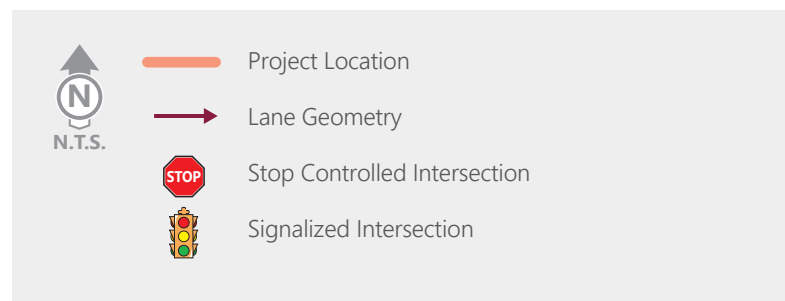 N
N.T.S.
Project Location
Lane Geometry
STOP
Stop Controlled Intersection
Signalized Intersection